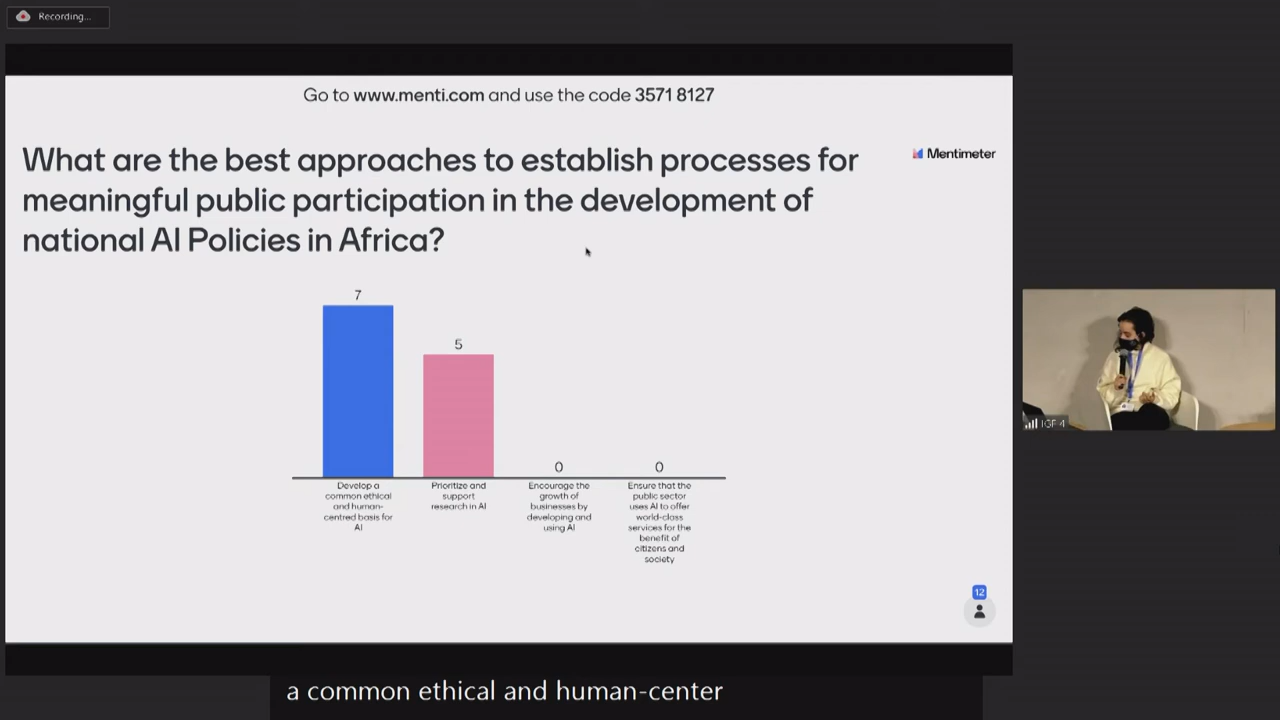 Recording...
Go to www.menti.com and use the code 3571 8127
What are the best approaches to establish processes for
meaningful public participation in the development of
national AI Policies in Africa?
Mentimeter
7
5
0
0
Develop a
common ethical
and human-
centred basis for
AI
Prioritize and
support
research in AI
Encourage the
growth of
businesses by
developing and
using AI
Ensure that the
public sector
uses AI to offer
world-class
services for the
benefit of
citizens and
society
12
IGF 4
a common ethical and human-center